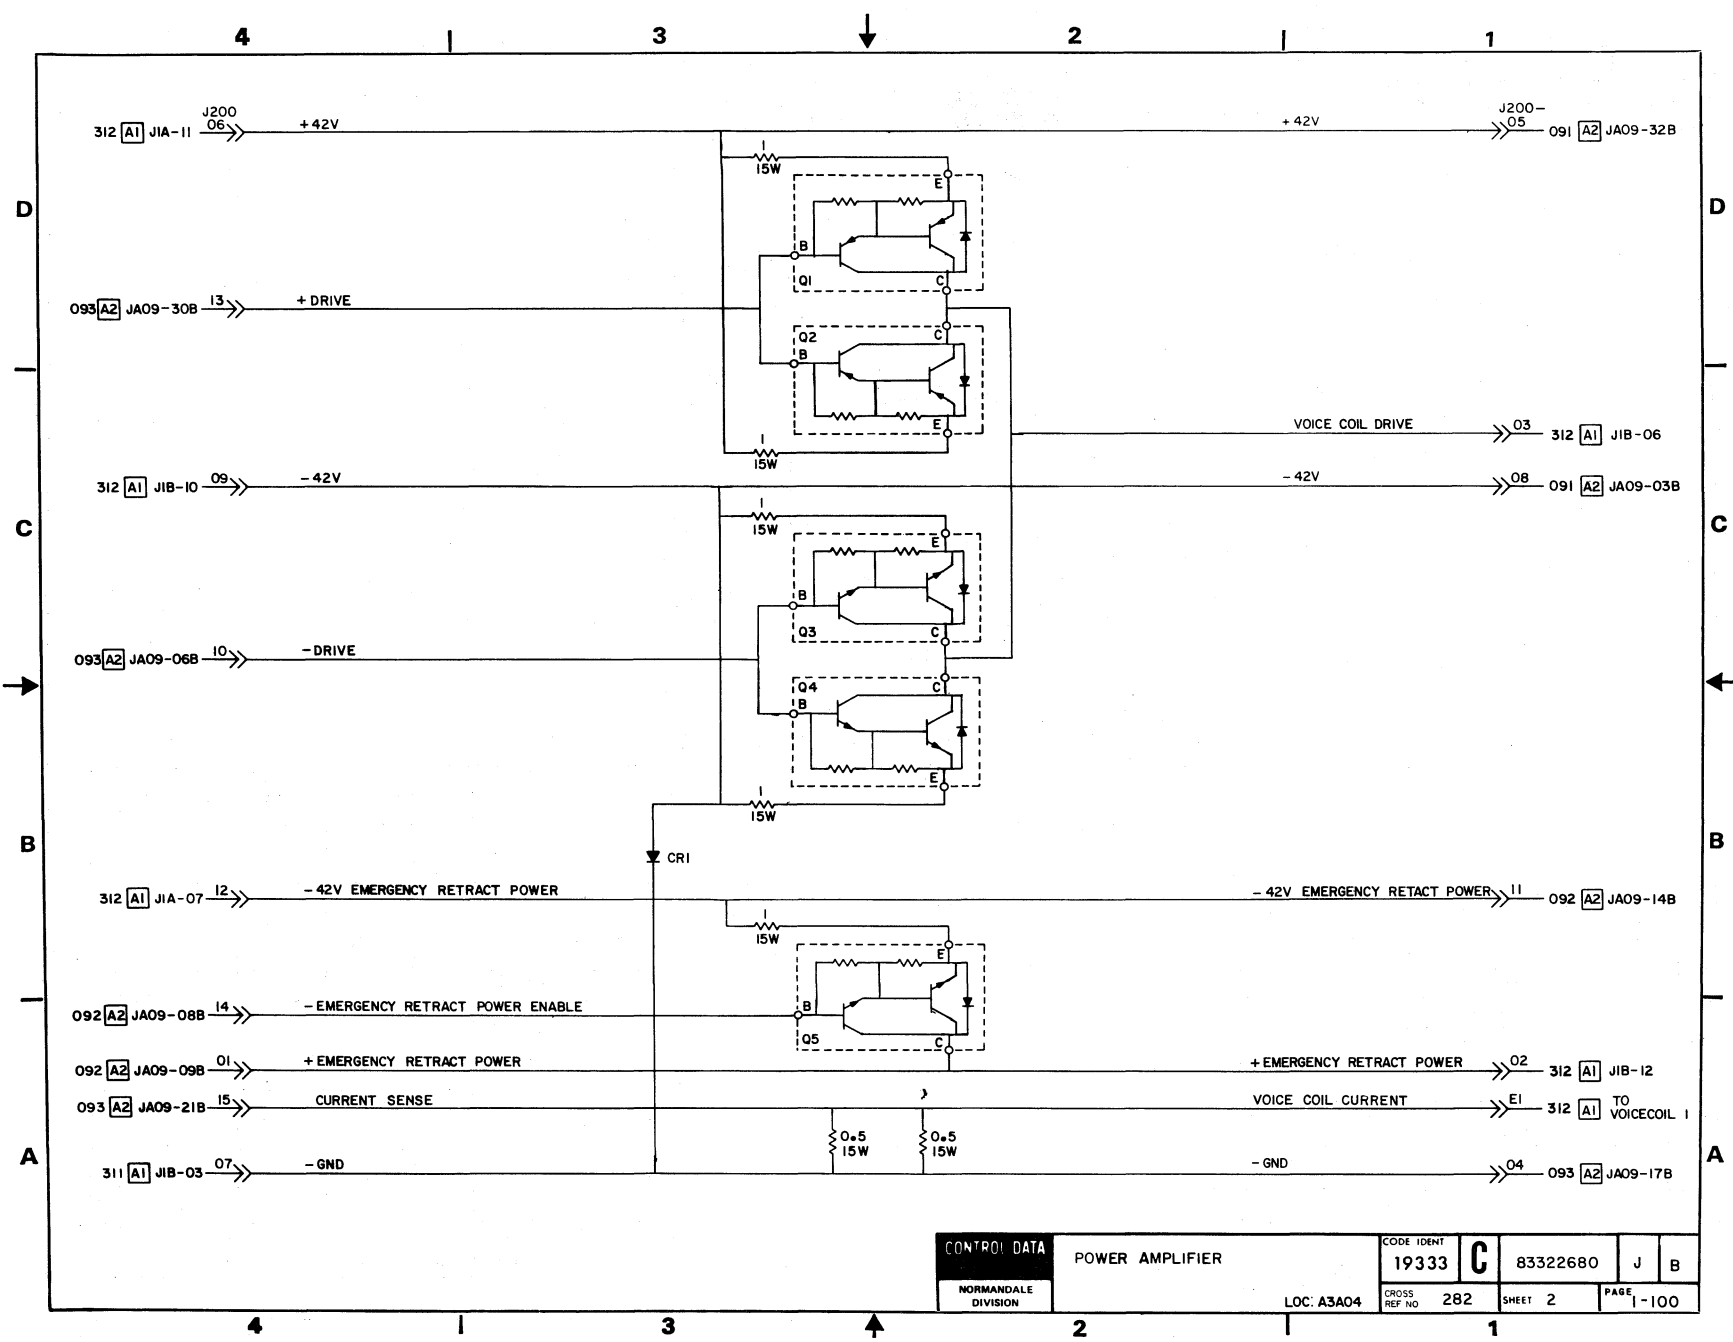 4 3 2 1
J200 J200-
312 A1 J1A-11 06 +42V +42V 05 091 A2 JA09-32B
1
15W
E
D D
B
Q1 C
093 A2 JA09-30B 13 +DRIVE
Q2 C
B
E
VOICE COIL DRIVE 03 312 A1 J1B-06
1
15W
312 A1 J1B-10 09 -42V -42V 08 091 A2 JA09-03B
1
15W
C C
E
B
Q3 C
093 A2 JA09-06B 10 -DRIVE
Q4 C
B
E
1
15W
B B
CR1
312 A1 J1A-07 12 -42V EMERGENCY RETRACT POWER -42V EMERGENCY RETACT POWER 11 092 A2 JA09-14B
1
15W
E
092 A2 JA09-08B 14 -EMERGENCY RETRACT POWER ENABLE B
Q5 C
092 A2 JA09-09B 01 +EMERGENCY RETRACT POWER +EMERGENCY RETRACT POWER 02 312 A1 J1B-12
093 A2 JA09-21B 15 CURRENT SENSE VOICE COIL CURRENT E1 312 A1 TO
VOICECOIL 1
0.5 0.5
15W 15W
A A
311 A1 J1B-03 07 -GND -GND 04 093 A2 JA09-17B
CONTROL DATA
NORMANDALE
DIVISION
POWER AMPLIFIER
LOC: A3A04
CODE IDENT
19333 C 83322680 J B
CROSS
REF NO 282 SHEET 2 PAGE 1-100
4 3 2 1